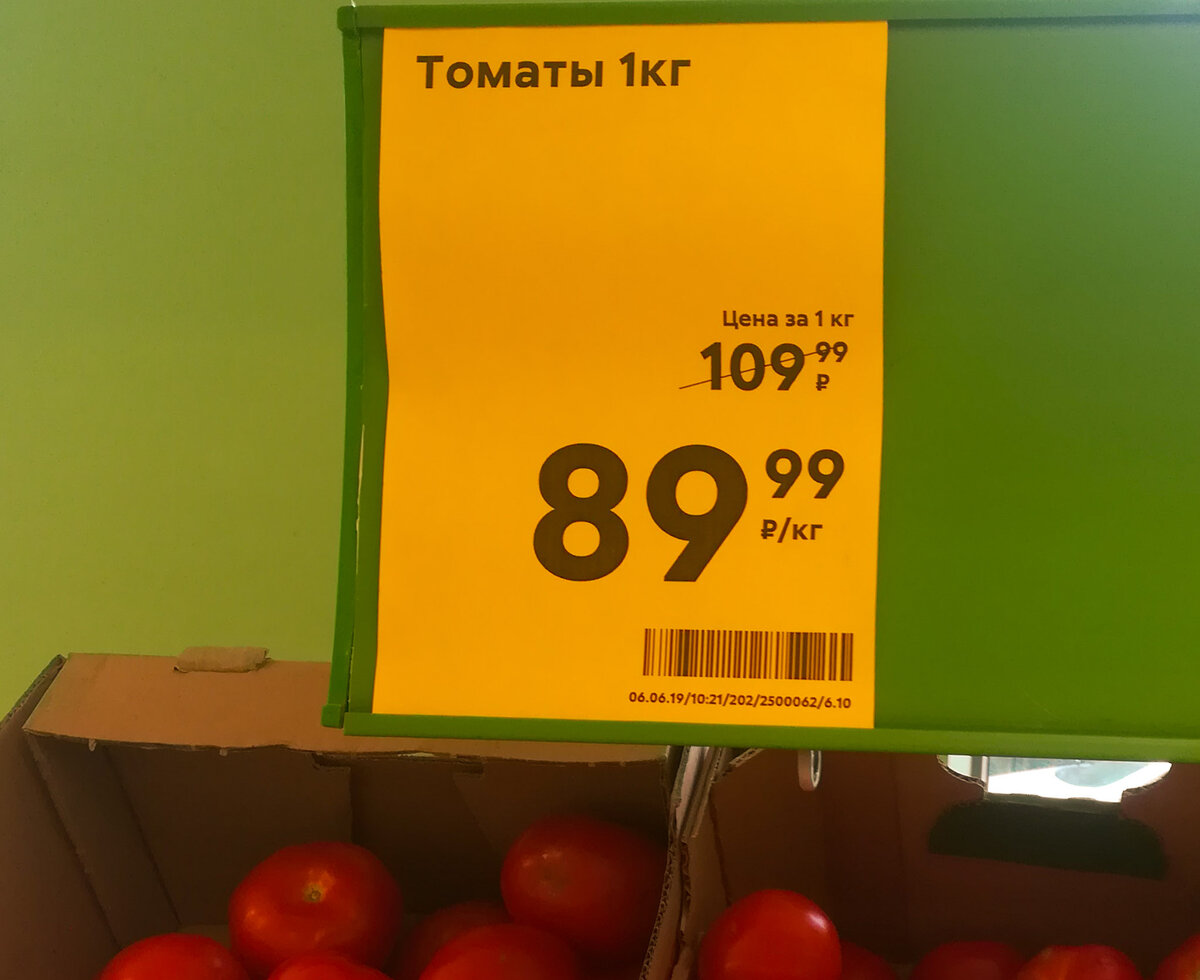 Томаты 1кг
Цена за 1 кг
109 99
₽
89 99
₽/кг
06.06.19/10:21/202/2500062/6.10